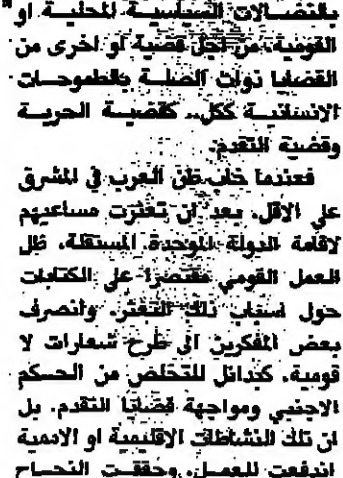 بالنضالات السياسية المحلية او
القومية، من اجل قضية او اخرى من
القضايا ذوات الصلة بالطموحات
الانسانية ككل.. كقضية الحرية
وقضية التقدم.
فعندما خاب ظن العرب في المشرق
على الاقل، بعد ان تعثرت مساعيهم
لاقامة الدولة الموحدة المستقلة، ظل
العمل القومي مقتصرا على الكتابات
حول اسباب ذلك التعثر. وانصرف
بعض المفكرين الى طرح شعارات لا
قومية، كبدائل للتخلص من الحكم
الاجنبي ومواجهة قضايا التقدم. بل
ان تلك النشاطات الاقليمية او الاممية
اندفعت للعمل، وحققت النجاح